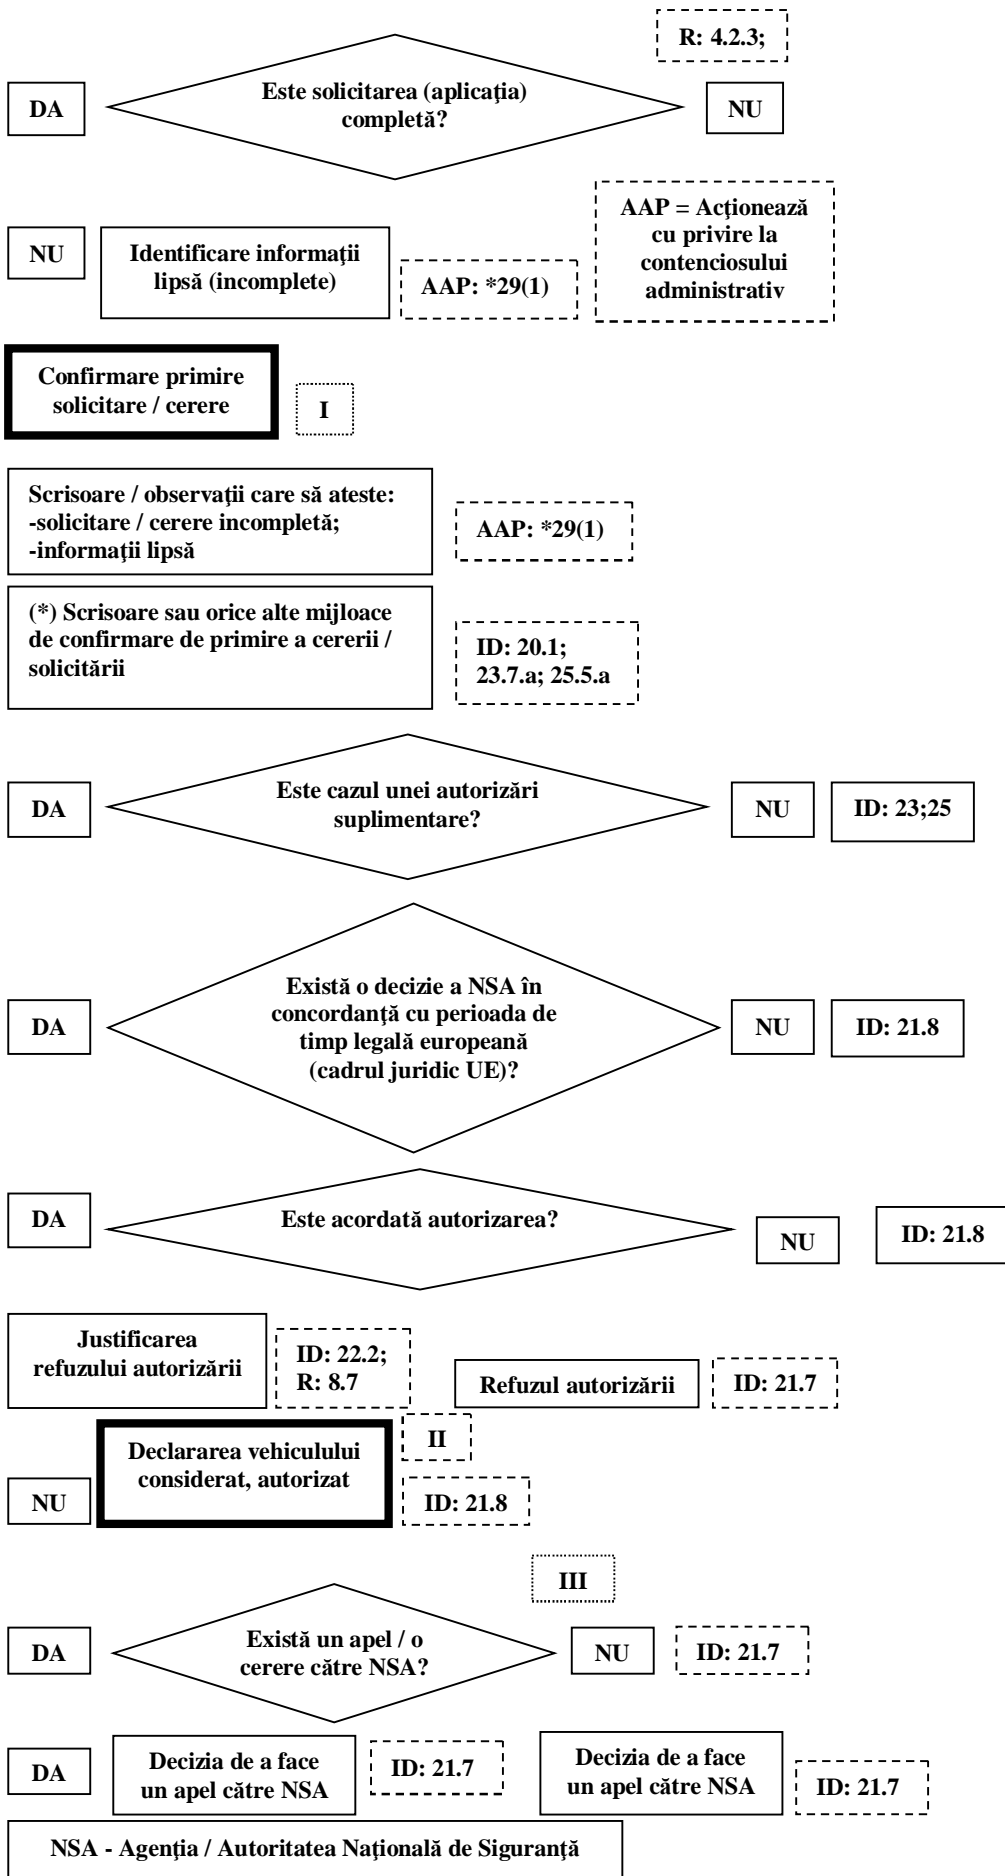 R: 4.2.3;
Este solicitarea (aplicaţia)
completă?
DA
NU
AAP = Acţionează
cu privire la
contenciosului
administrativ
NU
Identificare informaţii
lipsă (incomplete)
AAP: *29(1)
Confirmare primire
solicitare / cerere
I
Scrisoare / observaţii care să ateste:
-solicitare / cerere incompletă;
-informaţii lipsă
AAP: *29(1)
(*) Scrisoare sau orice alte mijloace
de confirmare de primire a cererii /
solicitării
ID: 20.1;
23.7.a; 25.5.a
DA
Este cazul unei autorizări
suplimentare?
NU
ID: 23;25
DA
Există o decizie a NSA în
concordanţă cu perioada de
timp legală europeană
(cadrul juridic UE)?
NU
ID: 21.8
DA
Este acordată autorizarea?
NU
ID: 21.8
Justificarea
refuzului autorizării
ID: 22.2;
R: 8.7
Refuzul autorizării
ID: 21.7
NU
Declararea vehiculului
considerat, autorizat
II
ID: 21.8
III
DA
Există un apel / o
cerere către NSA?
NU
ID: 21.7
DA
Decizia de a face
un apel către NSA
ID: 21.7
Decizia de a face
un apel către NSA
ID: 21.7
NSA - Agenţia / Autoritatea Naţională de Siguranţă